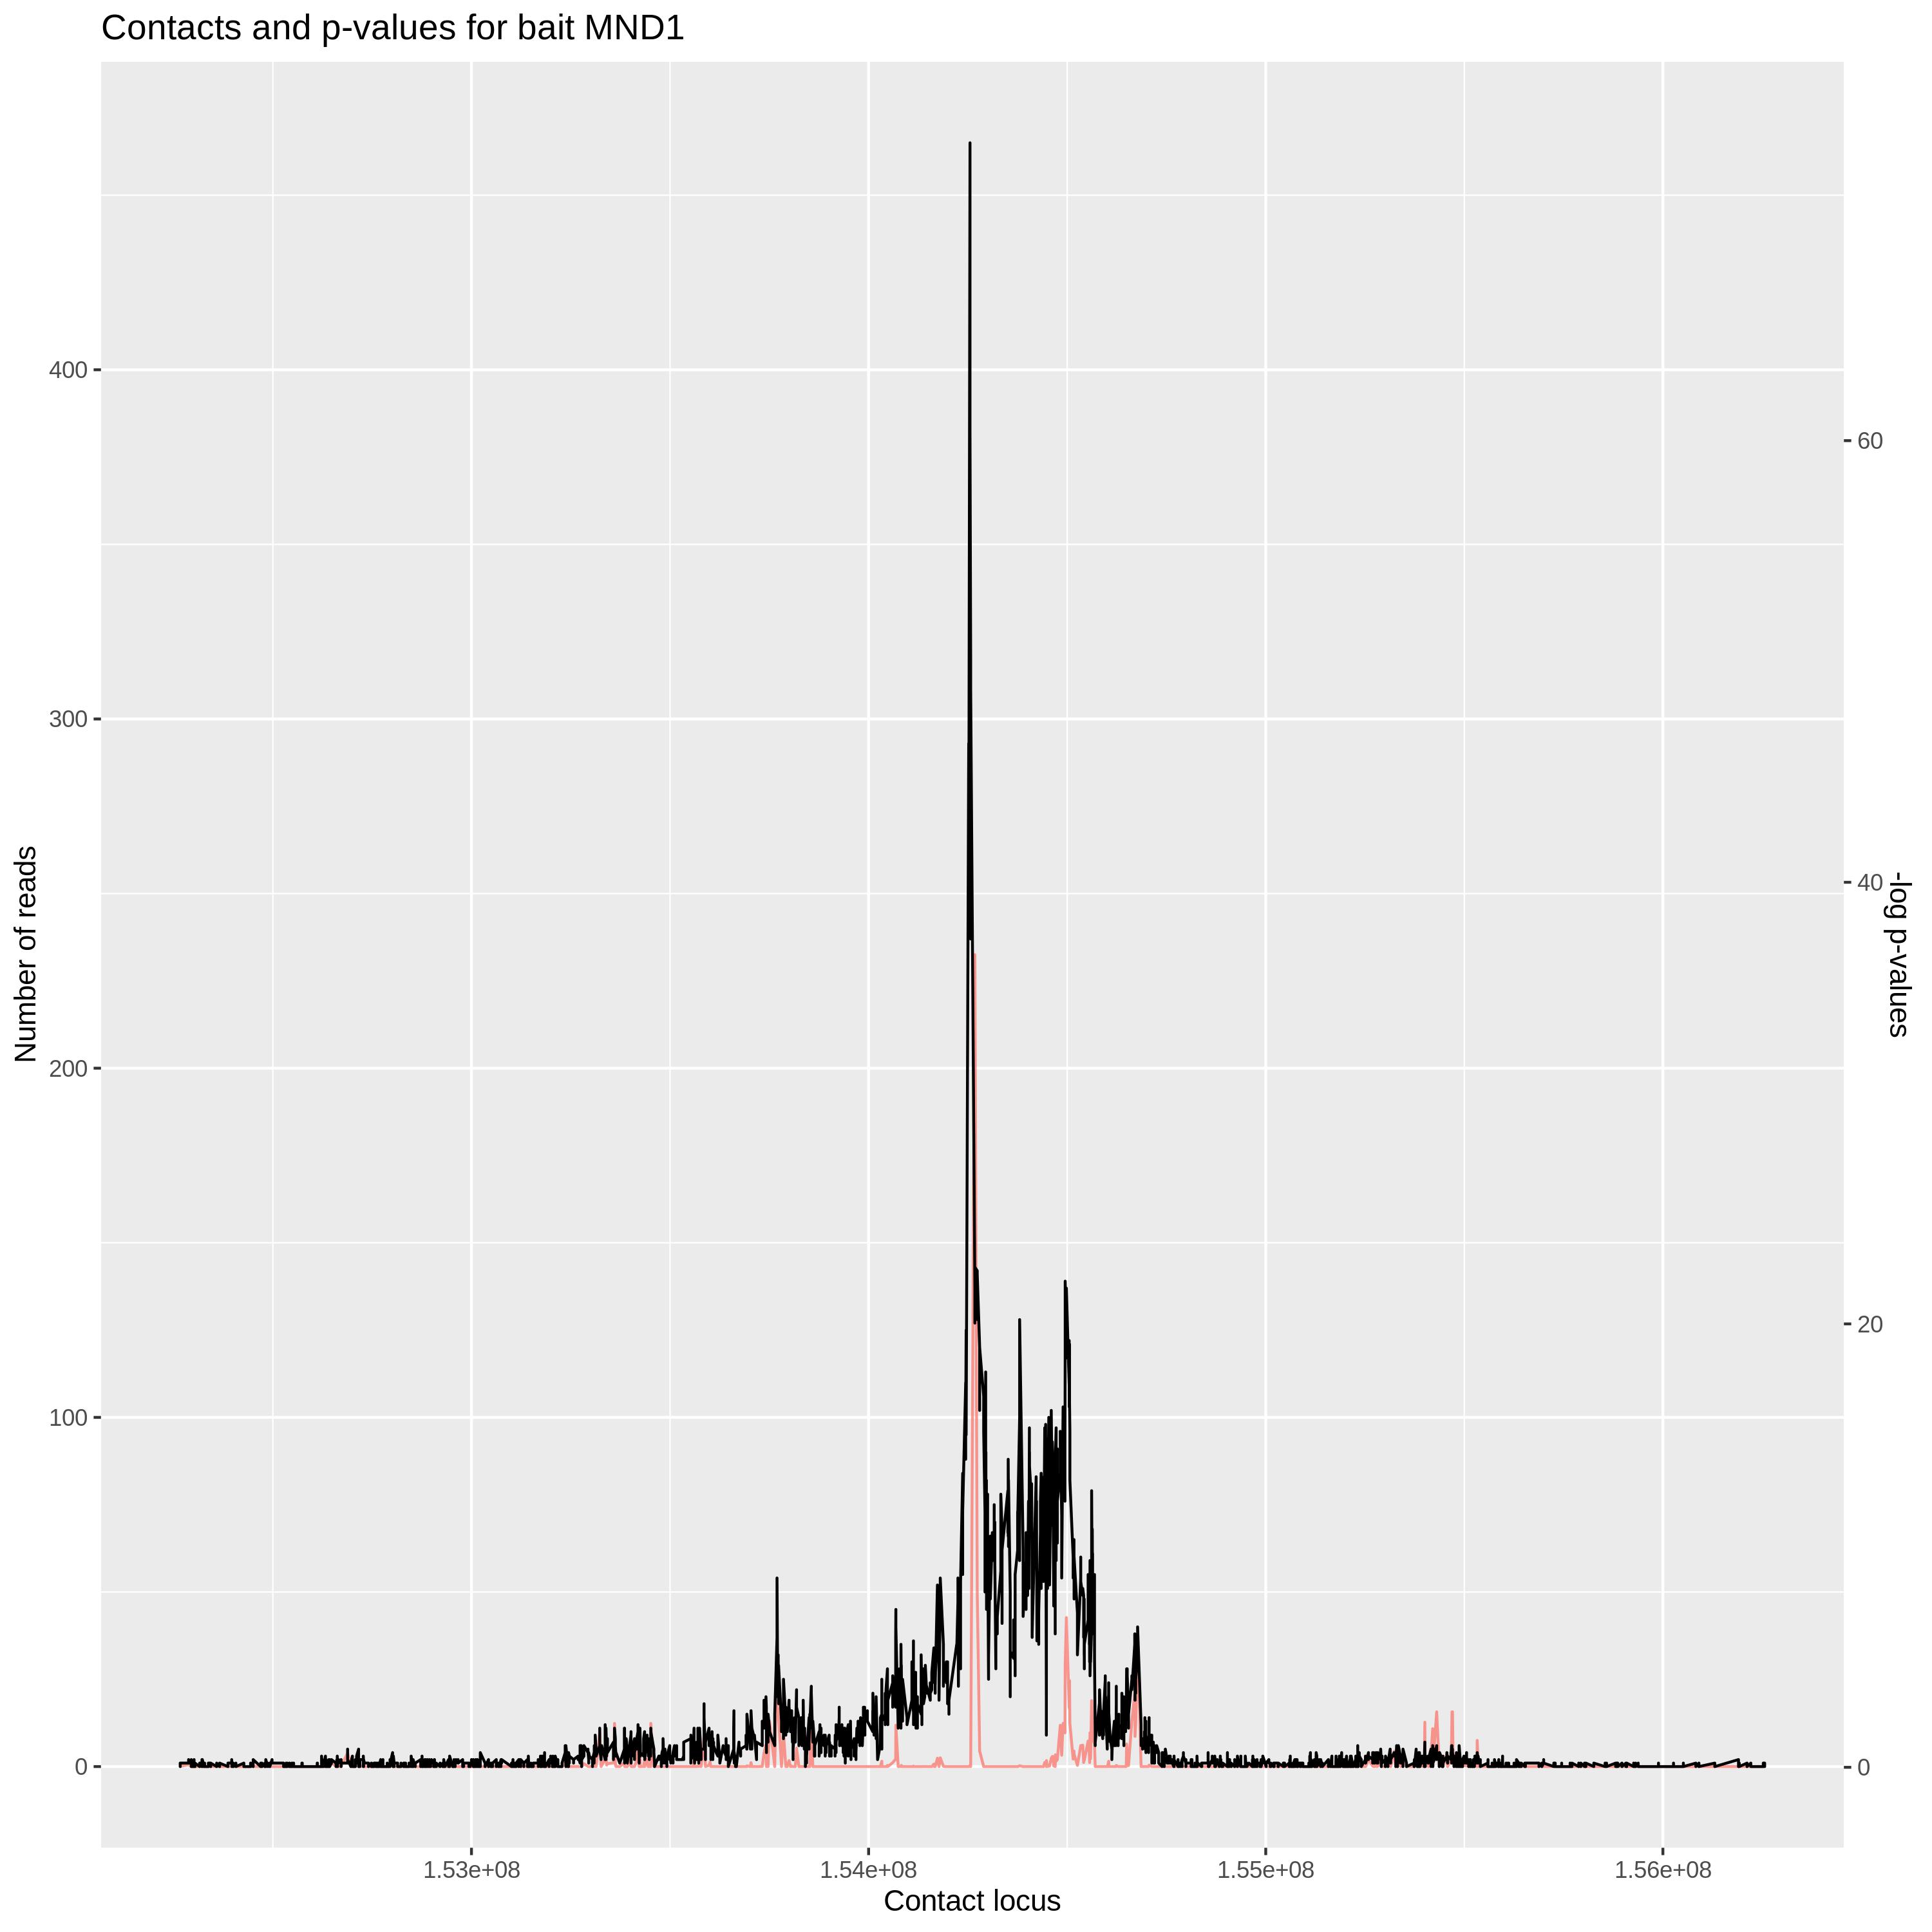 Contacts and p-values for bait MND1
Number of reads
400
300
200
100
0
60
40
20
0
-log p-values
1.53e+08
1.54e+08
1.55e+08
1.56e+08
Contact locus